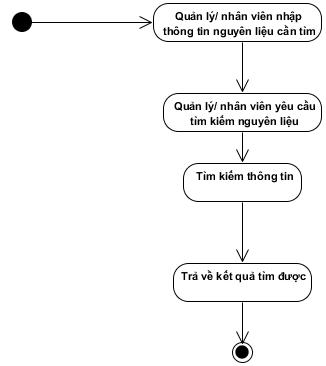 Quản lý/ nhân viên nhập
thông tin nguyên liệu cần tìm
Quản lý/ nhân viên yêu cầu
tìm kiếm nguyên liệu
Tìm kiếm thông tin
Trả về kết quả tìm được